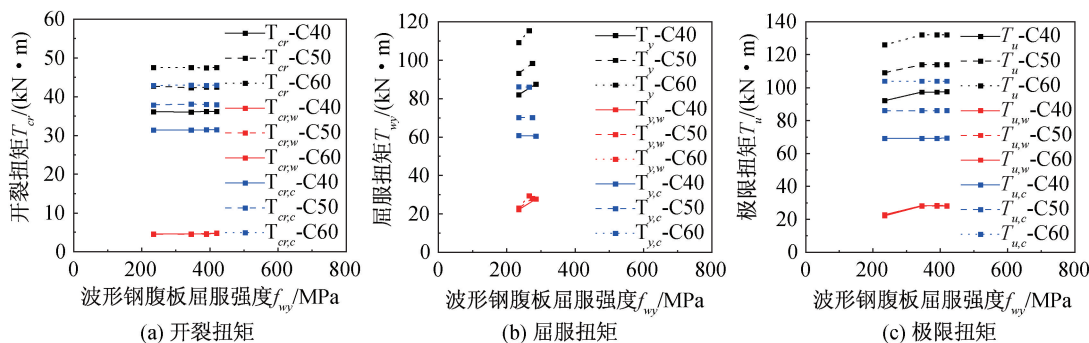 60
50
40
30
20
10
0
0 200 400 600 800
开裂扭矩T_cr/(kN·m)
T_cr-C40
T_cr-C50
T_cr-C60
T_cr,w-C40
T_cr,w-C50
T_cr,w-C60
T_cr,c-C40
T_cr,c-C50
T_cr,c-C60
波形钢腹板屈服强度f_wy/MPa
(a) 开裂扭矩
120
100
80
60
40
20
0
0 200 400 600 800
屈服扭矩T_wy/(kN·m)
T_y-C40
T_y-C50
T_y-C60
T_y,w-C40
T_y,w-C50
T_y,w-C60
T_y,c-C40
T_y,c-C50
T_y,c-C60
波形钢腹板屈服强度f_wy/MPa
(b) 屈服扭矩
140
120
100
80
60
40
20
0
0 200 400 600 800
极限扭矩T_u/(kN·m)
T_u-C40
T_u-C50
T_u-C60
T_u,w-C40
T_u,w-C50
T_u,w-C60
T_u,c-C40
T_u,c-C50
T_u,c-C60
波形钢腹板屈服强度f_wy/MPa
(c) 极限扭矩